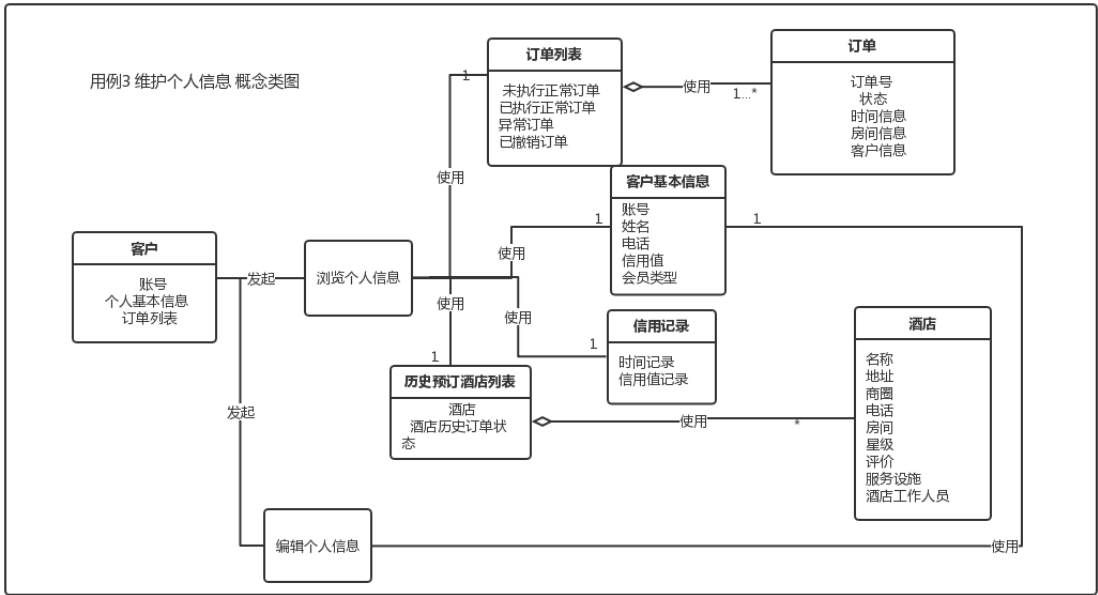 用例3 维护个人信息 概念类图
订单列表
未执行正常订单
已执行正常订单
异常订单
已撤销订单
1
使用
1...*
订单
订单号
状态
时间信息
房间信息
客户信息
使用
客户基本信息
账号
姓名
电话
信用值
会员类型
1
1
使用
客户
账号
个人基本信息
订单列表
发起
浏览个人信息
使用
使用
信用记录
时间记录
信用值记录
1
1
历史预订酒店列表
酒店
酒店历史订单状
态
使用
*
酒店
名称
地址
商圈
电话
房间
星级
评价
服务设施
酒店工作人员
发起
编辑个人信息
使用